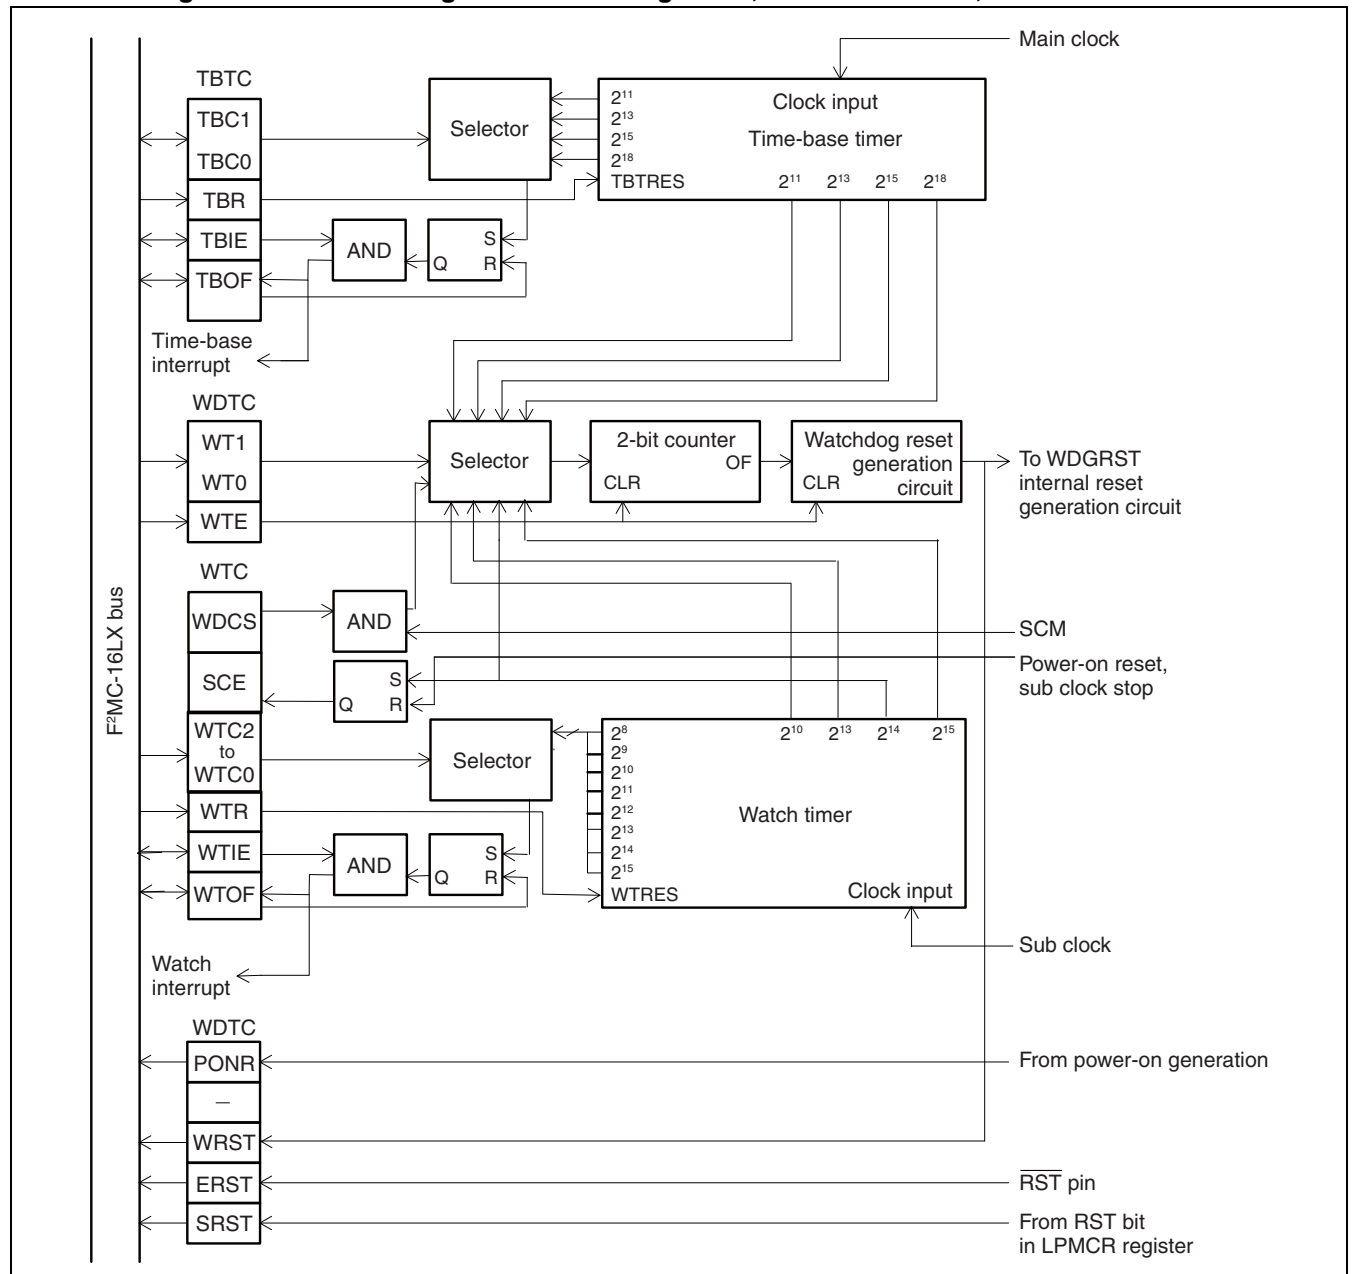 Main clock
TBTC
TBC1
TBC0
TBR
TBIE
TBOF
Selector
2¹¹
2¹³
2¹⁵
2¹⁸
TBTRES
Clock input
Time-base timer
2¹¹ 2¹³ 2¹⁵ 2¹⁸
AND
S
Q R
Time-base
interrupt
WDTC
WT1
WT0
WTE
Selector
2-bit counter
OF
CLR
Watchdog reset
generation
circuit
CLR
To WDGRST
internal reset
generation circuit
F²MC-16LX bus
WTC
WDCS
SCE
WTC2
to
WTC0
WTR
WTIE
WTOF
AND
SCM
S
Q R
Power-on reset,
sub clock stop
Selector
2⁸
2⁹
2¹⁰
2¹¹
2¹²
2¹³
2¹⁴
2¹⁵
WTRES
2¹⁰ 2¹³ 2¹⁴ 2¹⁵
Watch timer
Clock input
AND
S
Q R
Sub clock
Watch
interrupt
WDTC
PONR
—
WRST
ERST
SRST
From power-on generation
R̅S̅T̅ pin
From RST bit
in LPMCR register